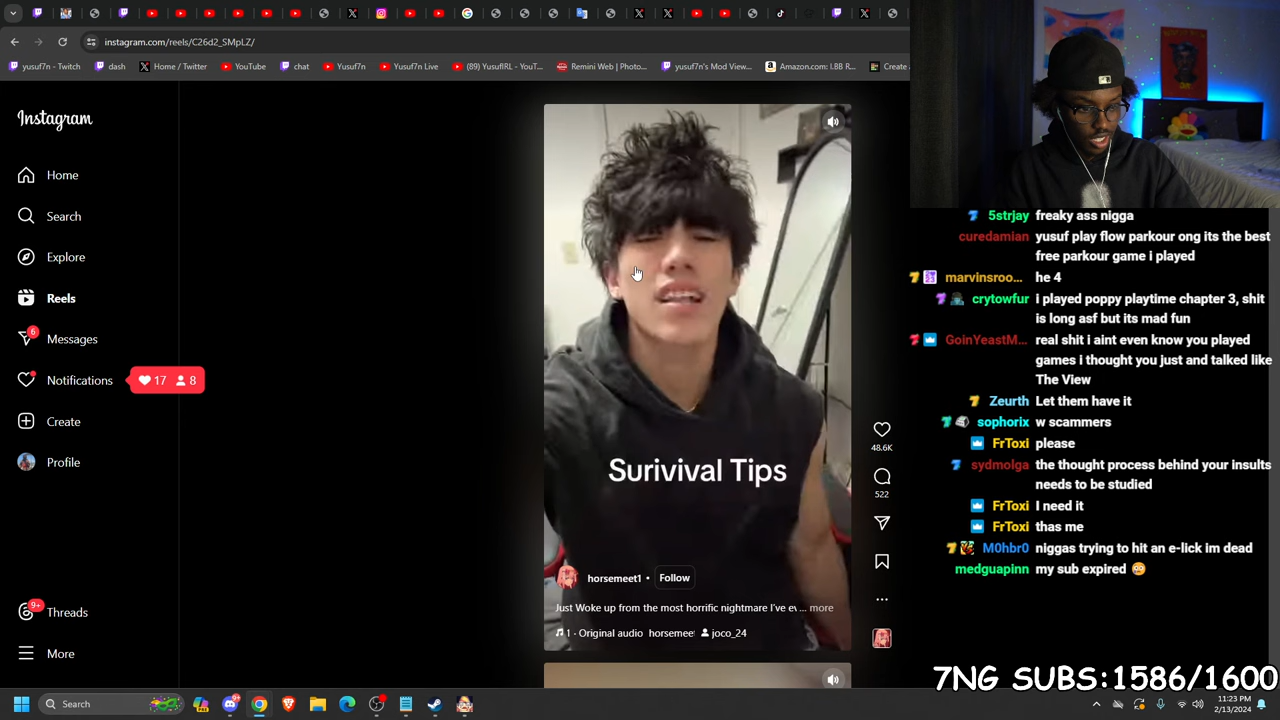 instagram.com/reels/C26d2_SMpLZ/
yusuf7n - Twitch
dash
Home / Twitter
YouTube
chat
Yusuf7n
Yusuf7n Live
(89) YusufIRL - YouT...
Remini Web | Photo...
yusuf7n's Mod View...
Amazon.com: I.8B R...
Create
Instagram
Home
Search
Explore
Reels
6
Messages
Notifications
17
8
Create
Profile
9+
Threads
More
Surivival Tips
horsemeet1 •
Follow
Just Woke up from the most horrific nightmare I've ev ... more
1 · Original audio horsemee
joco_24
48.6K
522
5strjay freaky ass nigga
curedamian yusuf play flow parkour ong its the best
free parkour game i played
marvinsroo... he 4
crytowfur i played poppy playtime chapter 3, shit
is long asf but its mad fun
GoinYeastM... real shit i aint even know you played
games i thought you just and talked like
The View
Zeurth Let them have it
sophorix w scammers
FrToxi please
sydmolga the thought process behind your insults
needs to be studied
FrToxi I need it
FrToxi thas me
M0hbr0 niggas trying to hit an e-lick im dead
medguapinn my sub expired 😳
7NG SUBS:1586/1600
Search
11:23 PM
2/13/2024